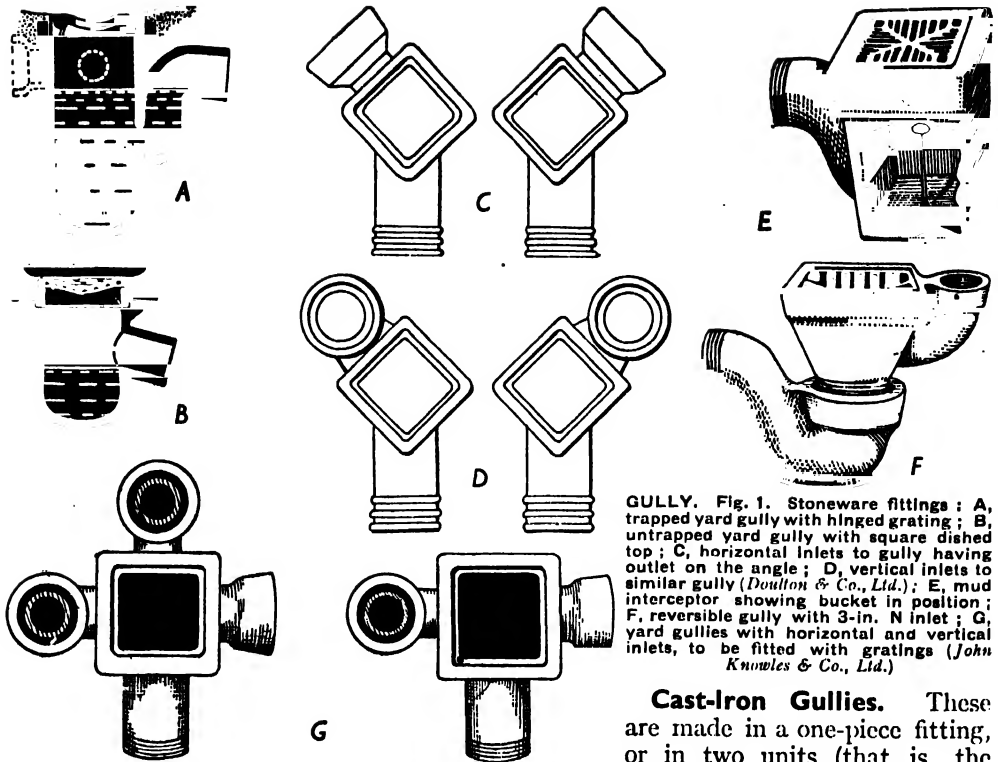 A
C
E
B
D
F
G
GULLY. Fig. 1. Stoneware fittings : A,
trapped yard gully with hinged grating ; B,
untrapped yard gully with square dished
top ; C, horizontal inlets to gully having
outlet on the angle ; D, vertical inlets to
similar gully (Doulton & Co., Ltd.) ; E, mud
interceptor showing bucket in position ;
F, reversible gully with 3-in. N inlet ; G,
yard gullies with horizontal and vertical
inlets, to be fitted with gratings (John
Knowles & Co., Ltd.)
Cast-Iron Gullies. These
are made in a one-piece fitting,
or in two units (that is, the